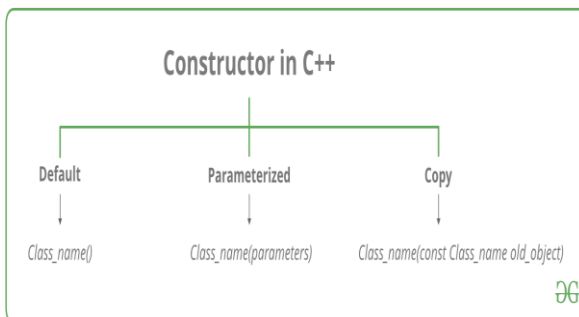 Constructor in C++
Default
Parameterized
Copy
Class_name()
Class_name(parameters)
Class_name(const Class_name old_object)